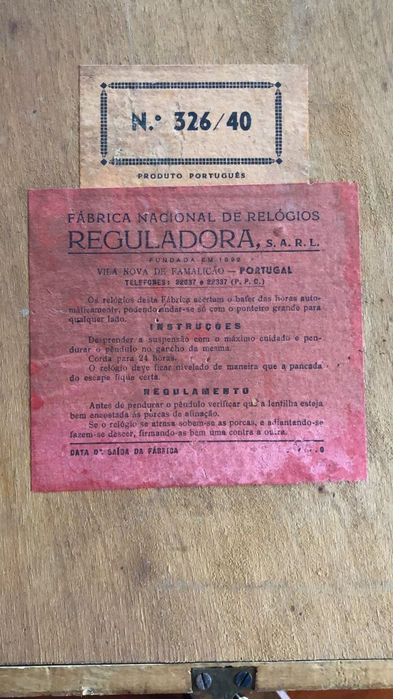 N.º 326/40
PRODUTO PORTUGUÊS
FÁBRICA NACIONAL DE RELÓGIOS
REGULADORA, S.A.R.L.
FUNDADA EM 1892
VILA NOVA DE FAMALICÃO — PORTUGAL
TELEFONES: 22037 e 22337 (P.P.C.)
Os relógios desta Fábrica acertam o bater das horas auto-
màticamente, podendo andar-se só com o ponteiro grande para
qualquer lado.
INSTRUÇÕES
Desprender a suspensão com o máximo cuidado e pen-
durar o pêndulo no gancho da mesma.
Corda para 24 horas.
O relógio deve ficar nivelado de maneira que a pancada
do escape fique certa.
REGULAMENTO
Antes de pendurar o pêndulo verificar que a lentilha esteja
bem encostada às porcas de afinação.
Se o relógio se atrasa sobem-se as porcas, e adiantando-se
fazem-se descer, firmando-as bem uma contra a outra.
DATA DA SAÍDA DA FÁBRICA